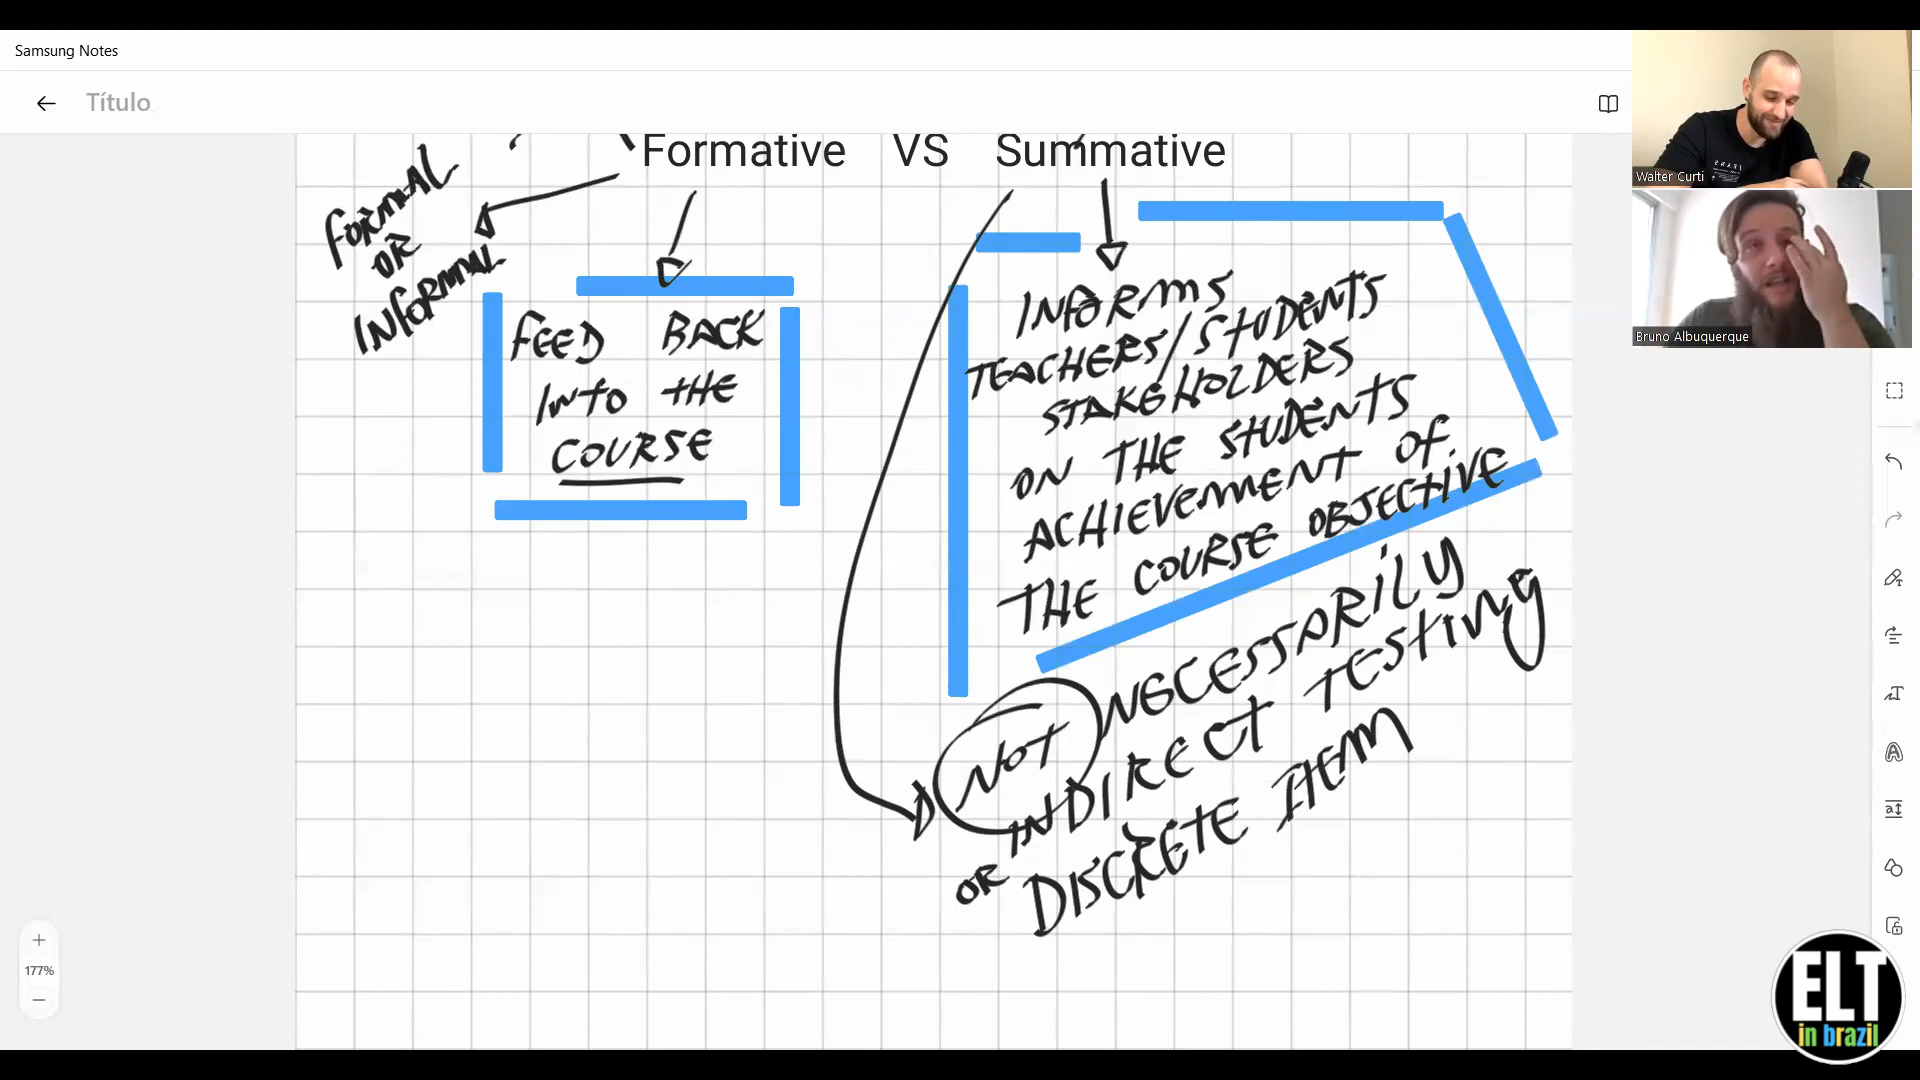 Samsung Notes
Título
Formative VS Summative
FORMAL
OR
INFORMAL
FEED BACK
INTO THE
COURSE
INFORMS
TEACHERS/STUDENTS
STAKEHOLDERS
ON THE STUDENTS
ACHIEVEMENT OF
THE COURSE OBJECTIVE
NOT NECESSARILY
INDIRECT TESTING
OR DISCRETE ITEM
Walter Curti
Bruno Albuquerque
177%
ELT
in brazil